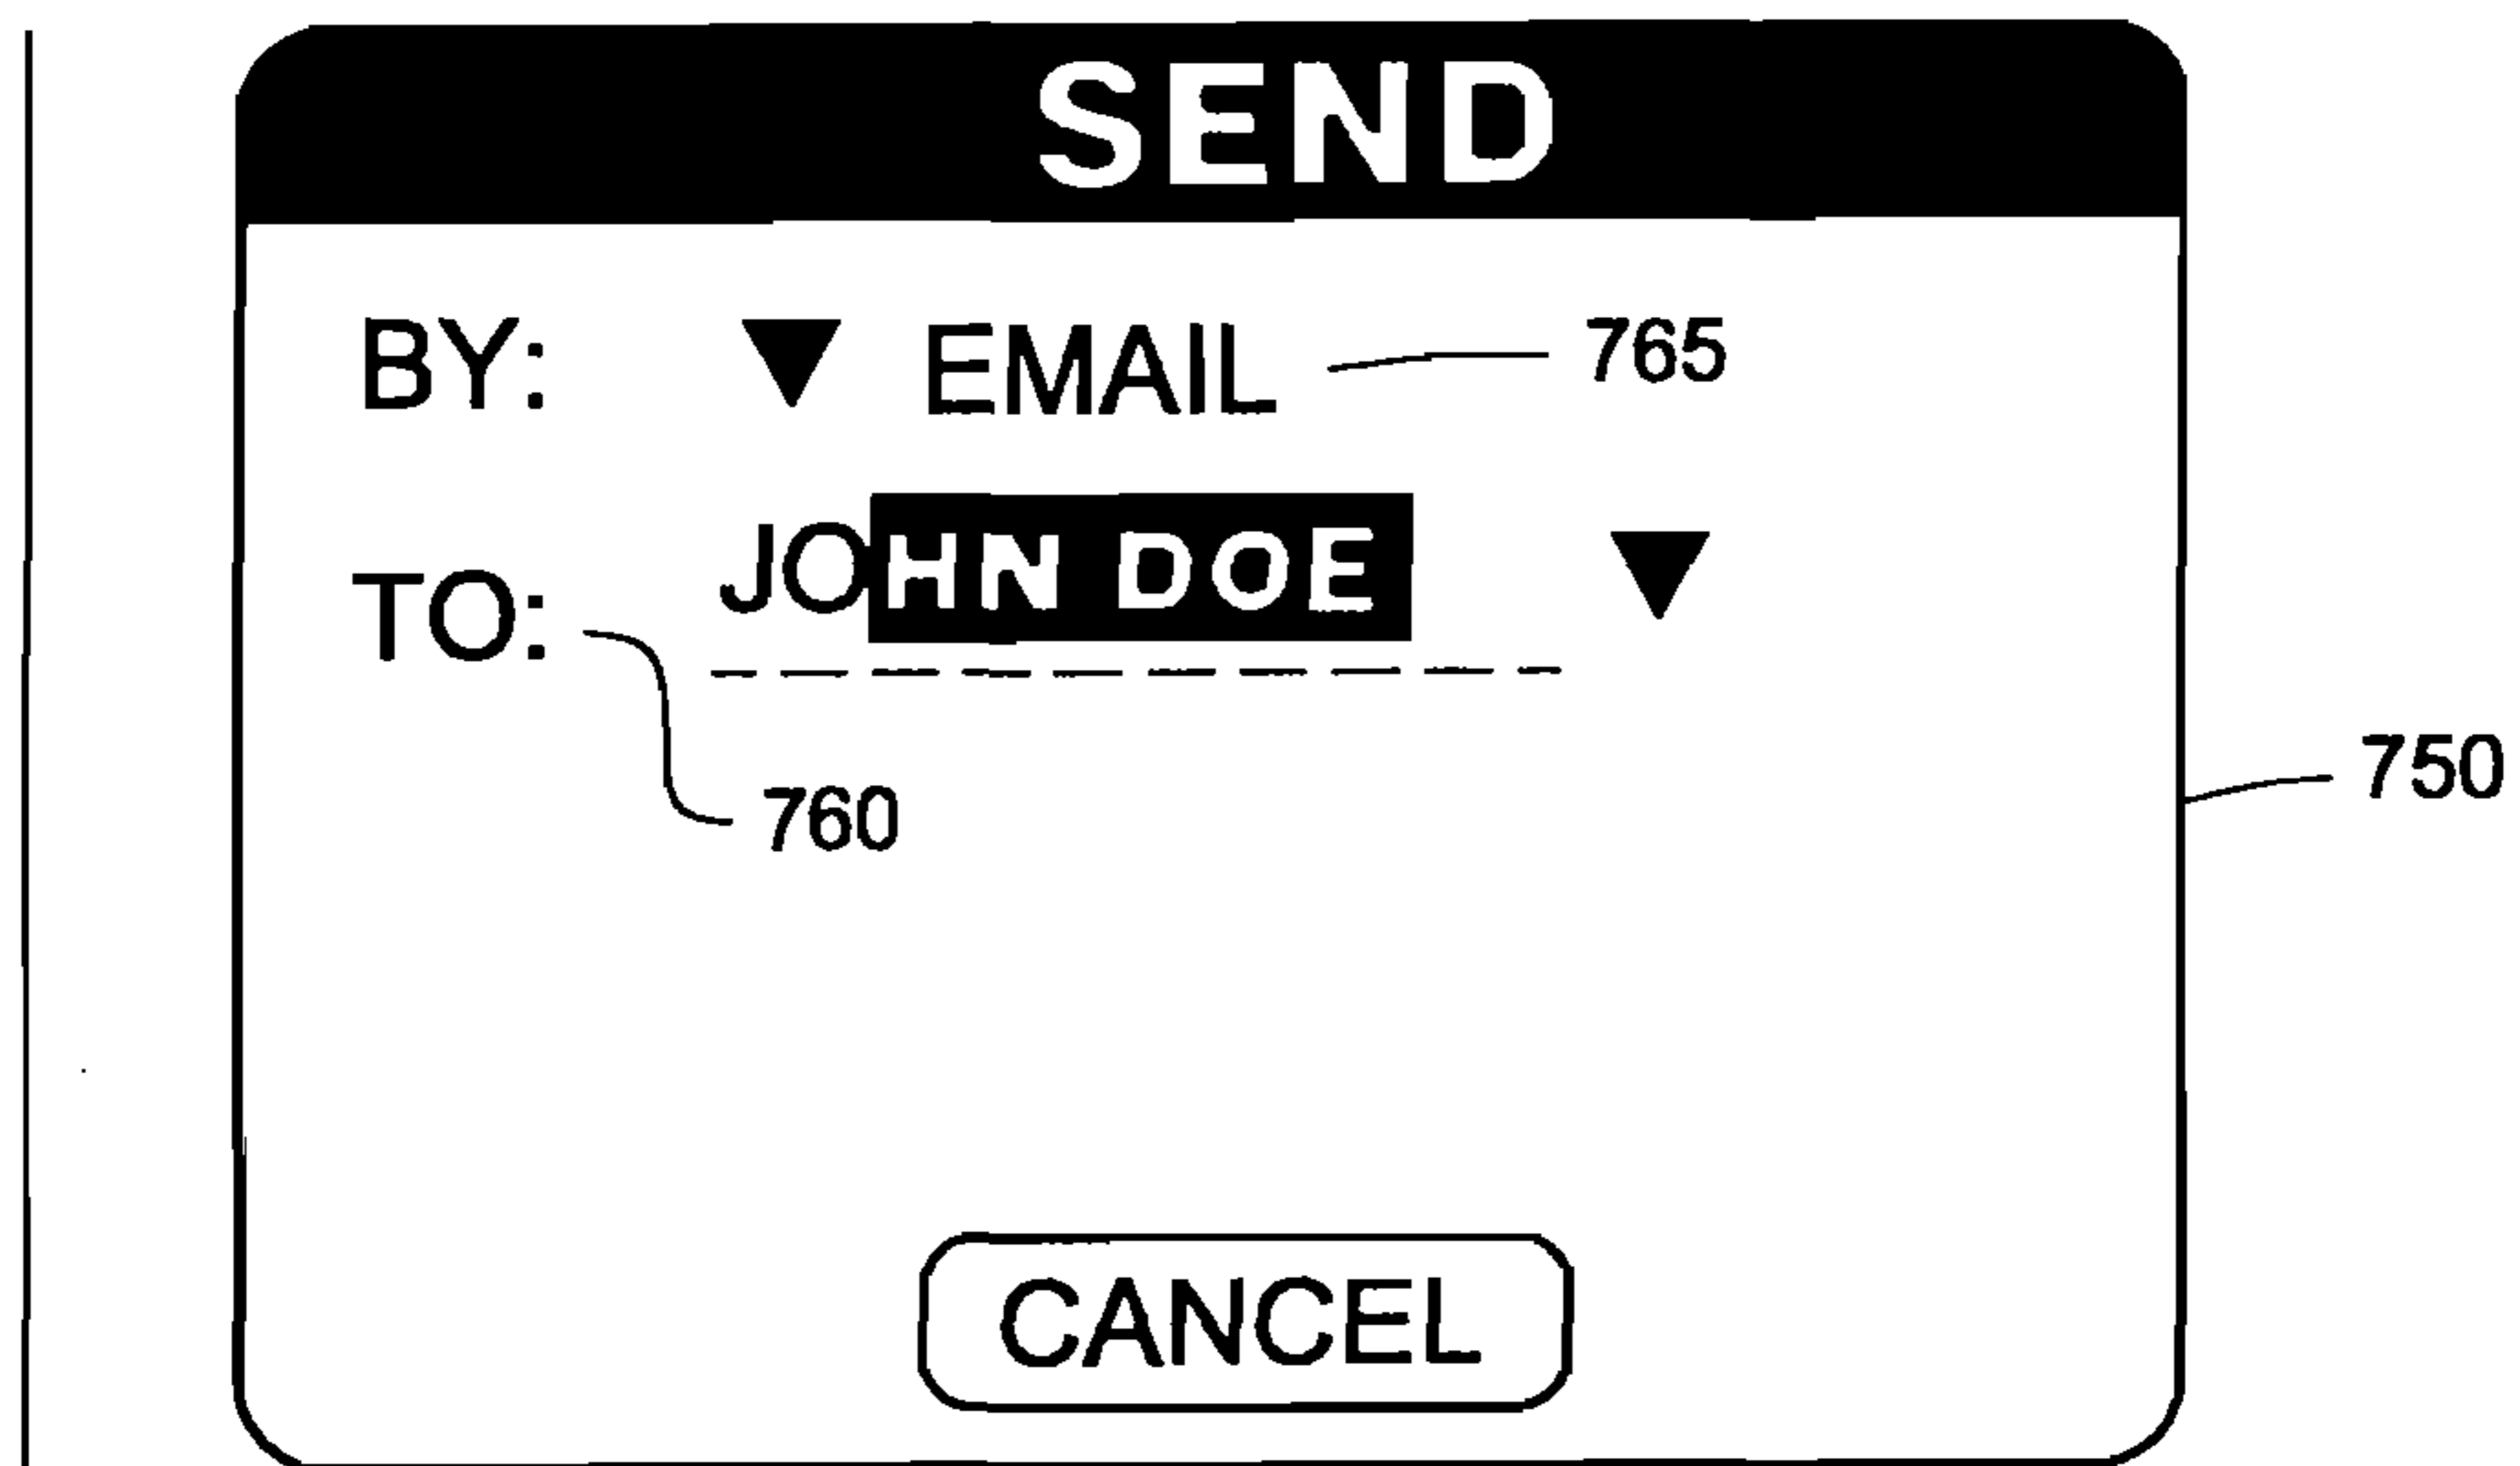 SEND
BY: ▼ EMAIL 765
TO: JOHN DOE ▼
760
750
CANCEL